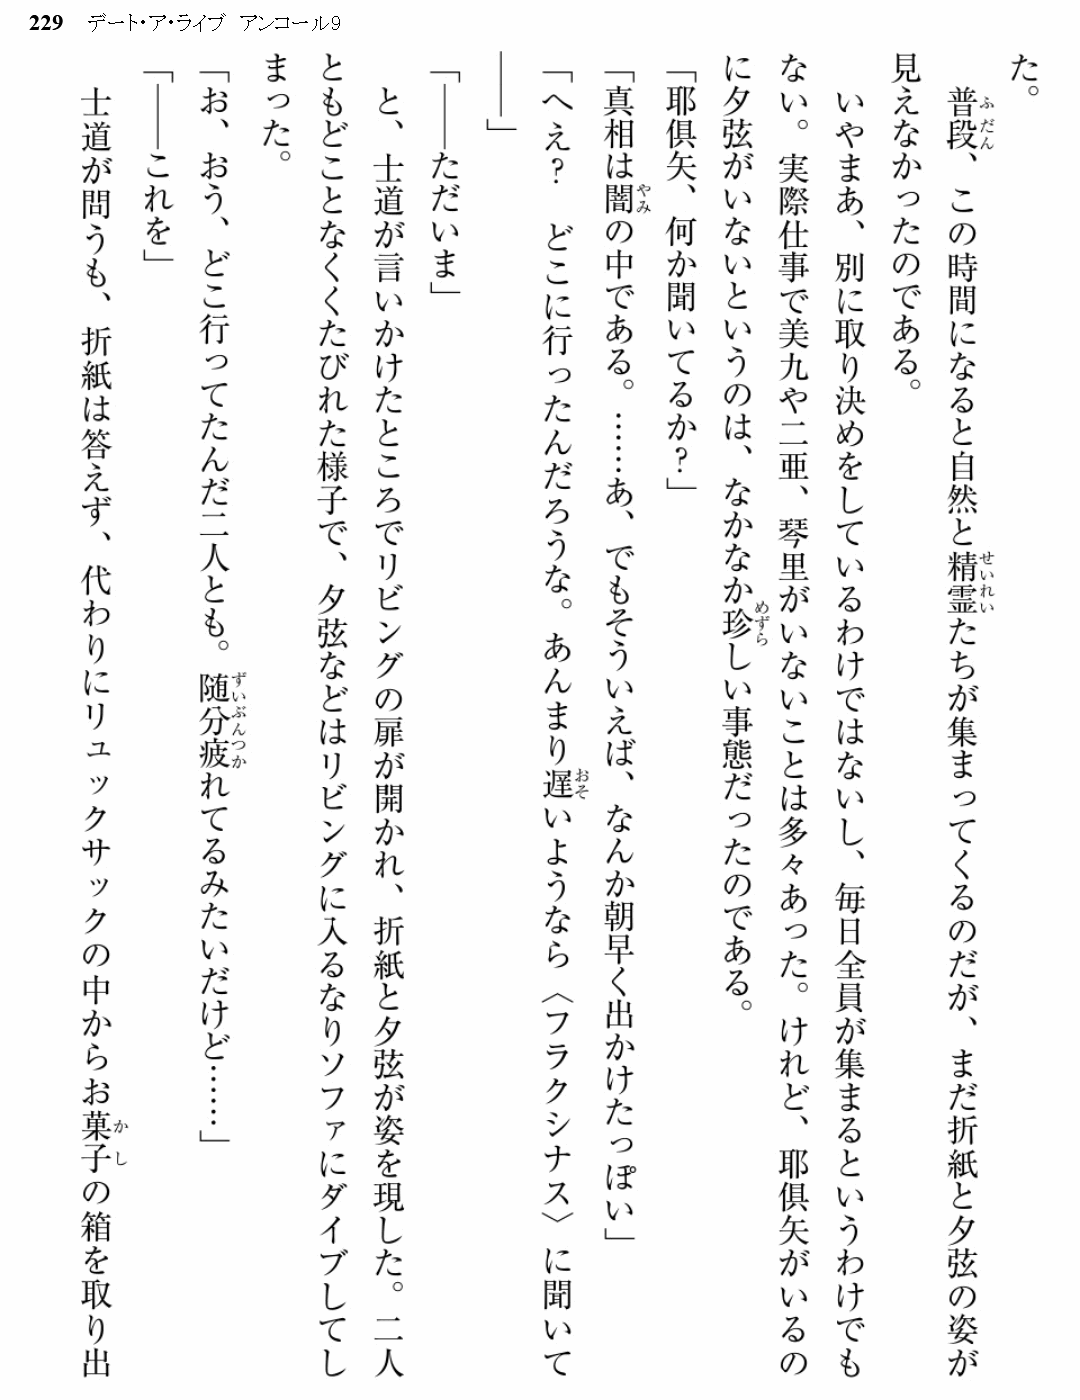 229 デート・ア・ライブ アンコール9
た。
普段、この時間になると自然と精霊たちが集まってくるのだが、まだ折紙と夕弦の姿が
見えなかったのである。
いやまあ、別に取り決めをしているわけではないし、毎日全員が集まるというわけでも
ない。実際仕事で美九や二亜、琴里がいないことは多々あった。けれど、耶倶矢がいるの
に夕弦がいないというのは、なかなか珍しい事態だったのである。
「耶倶矢、何か聞いてるか？」
「真相は闇の中である。……あ、でもそういえば、なんか朝早く出かけたっぽい」
「へえ？　どこに行ったんだろうな。あんまり遅いようなら〈フラクシナス〉に聞いて
――」
「――ただいま」
と、士道が言いかけたところでリビングの扉が開かれ、折紙と夕弦が姿を現した。二人
ともどことなくくたびれた様子で、夕弦などはリビングに入るなりソファにダイブしてし
まった。
「お、おう、どこ行ってたんだ二人とも。随分疲れてるみたいだけど……」
「――これを」
士道が問うも、折紙は答えず、代わりにリュックサックの中からお菓子の箱を取り出